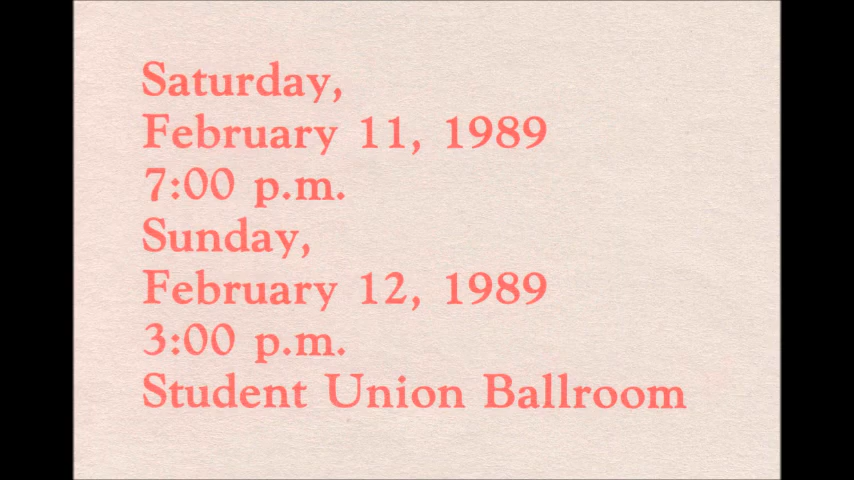 Saturday,
February 11, 1989
7:00 p.m.
Sunday,
February 12, 1989
3:00 p.m.
Student Union Ballroom